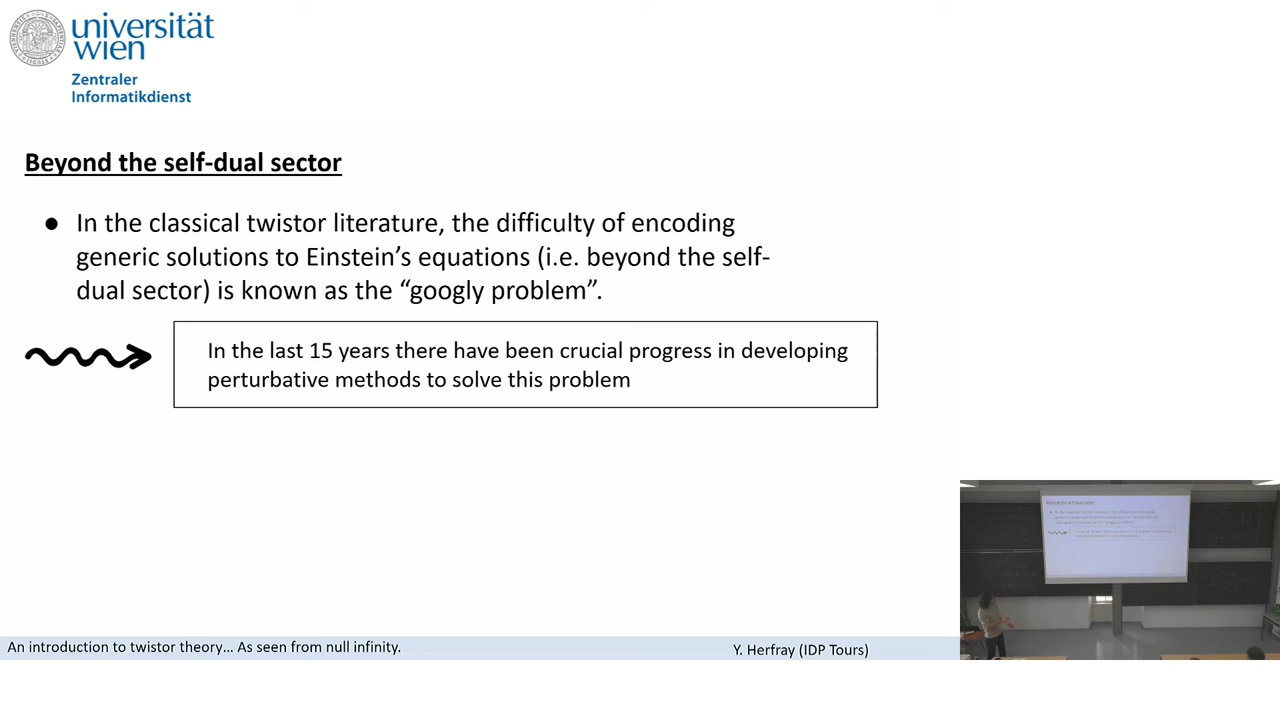 universität
wien
Zentraler
Informatikdienst
Beyond the self-dual sector
● In the classical twistor literature, the difficulty of encoding
generic solutions to Einstein’s equations (i.e. beyond the self-
dual sector) is known as the “googly problem”.
In the last 15 years there have been crucial progress in developing
perturbative methods to solve this problem
An introduction to twistor theory... As seen from null infinity.
Y. Herfray (IDP Tours)